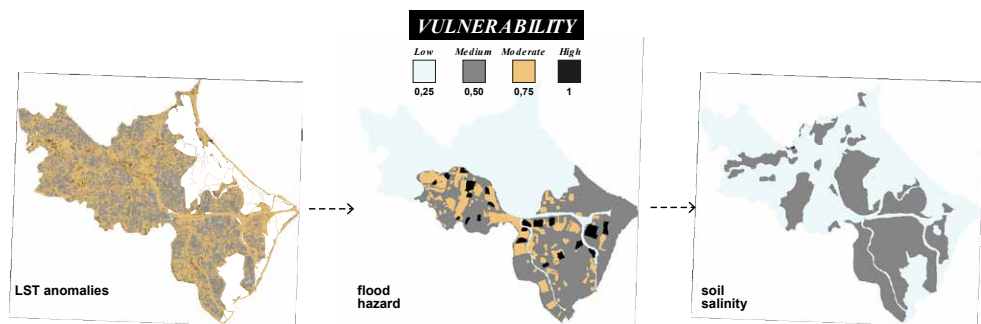 VULNERABILITY
Low Medium Moderate High
0,25 0,50 0,75 1
LST anomalies
flood
hazard
soil
salinity